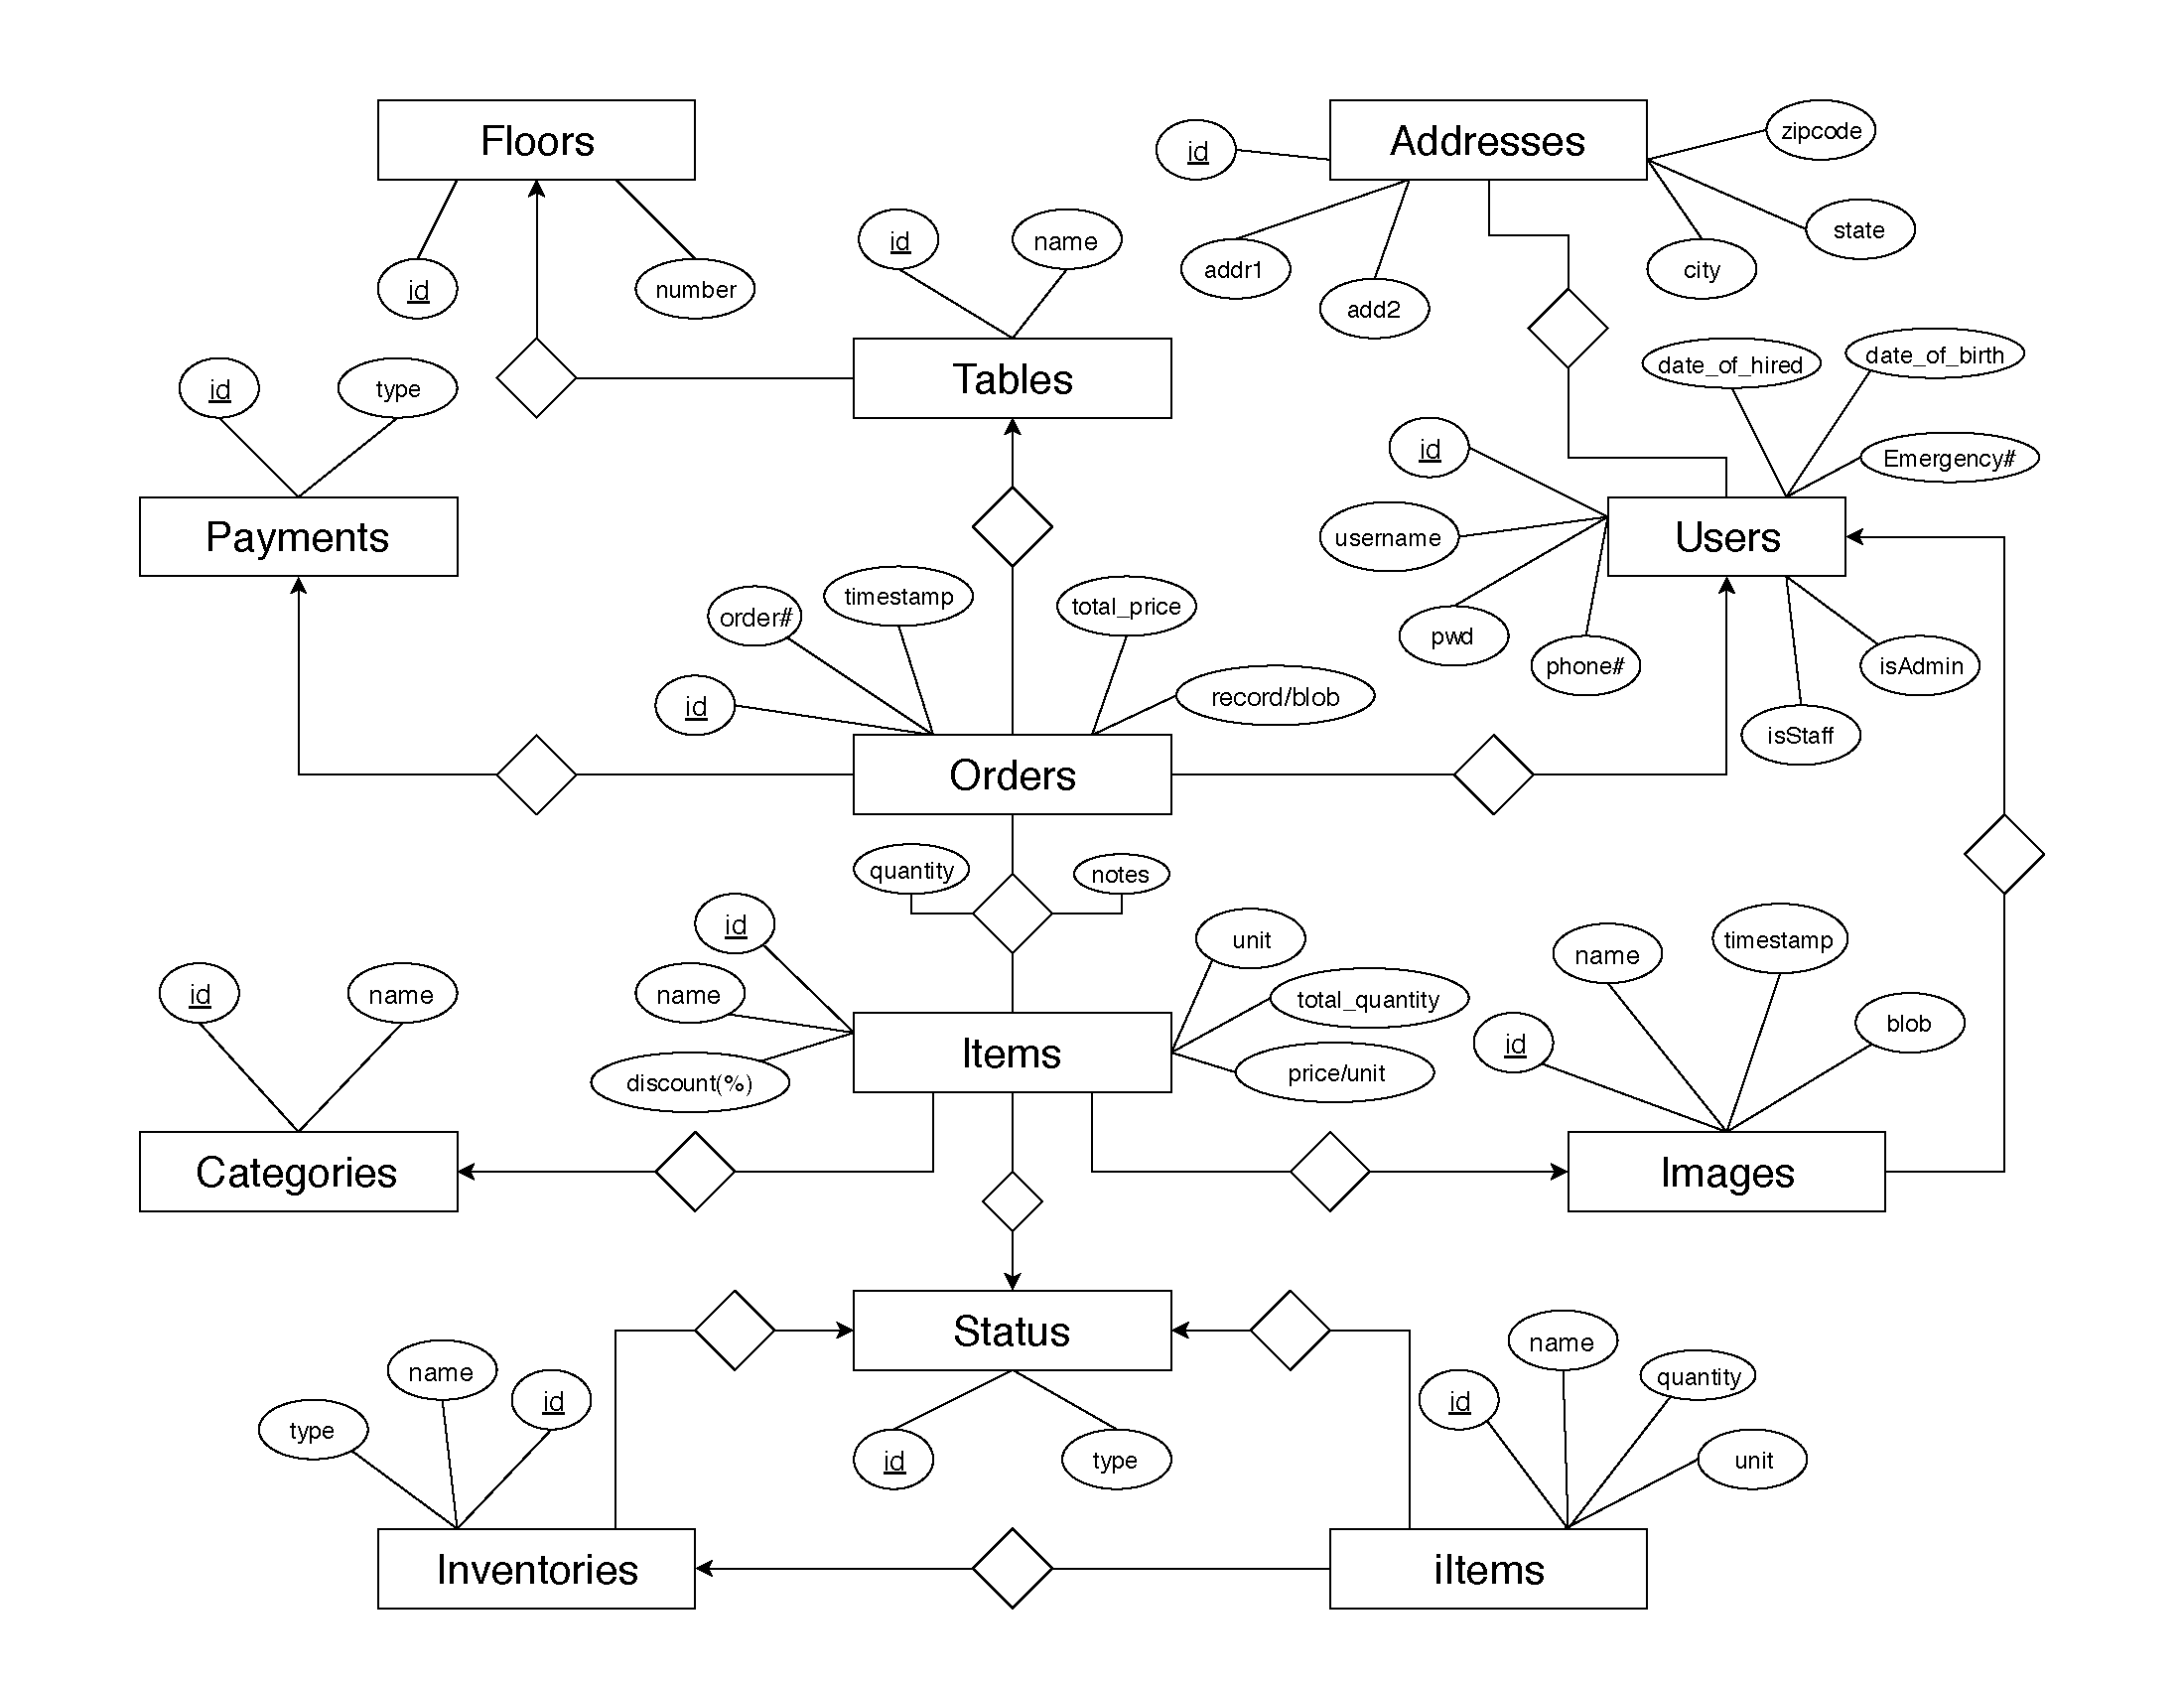 Floors
Addresses
zipcode
id
id
name
state
addr1
city
id
number
add2
date_of_hired
date_of_birth
id
type
Tables
id
Emergency#
Payments
username
Users
order#
timestamp
total_price
pwd
phone#
isAdmin
id
record/blob
isStaff
Orders
quantity
notes
id
unit
name
timestamp
id
name
name
total_quantity
blob
id
Items
discount(%)
price/unit
Categories
Images
Status
name
name
quantity
type
id
id
id
type
unit
Inventories
iItems